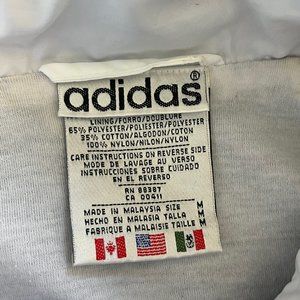 adidas®
LINING/FORRO/DOUBLURE
65% POLYESTER/POLIESTER/POLYESTER
35% COTTON/ALGODON/COTON
100% NYLON/NILON/NYLON
CARE INSTRUCTIONS ON REVERSE SIDE
MODE DE LAVAGE AU VERSO
INSTRUCCIONES SOBRE CUIDADO
EN EL REVERSO
RN 88387
CA 00411
MADE IN MALAYSIA SIZE M
HECHO EN MALASIA TALLA M
FABRIQUE A MALAISIE TAILLE M